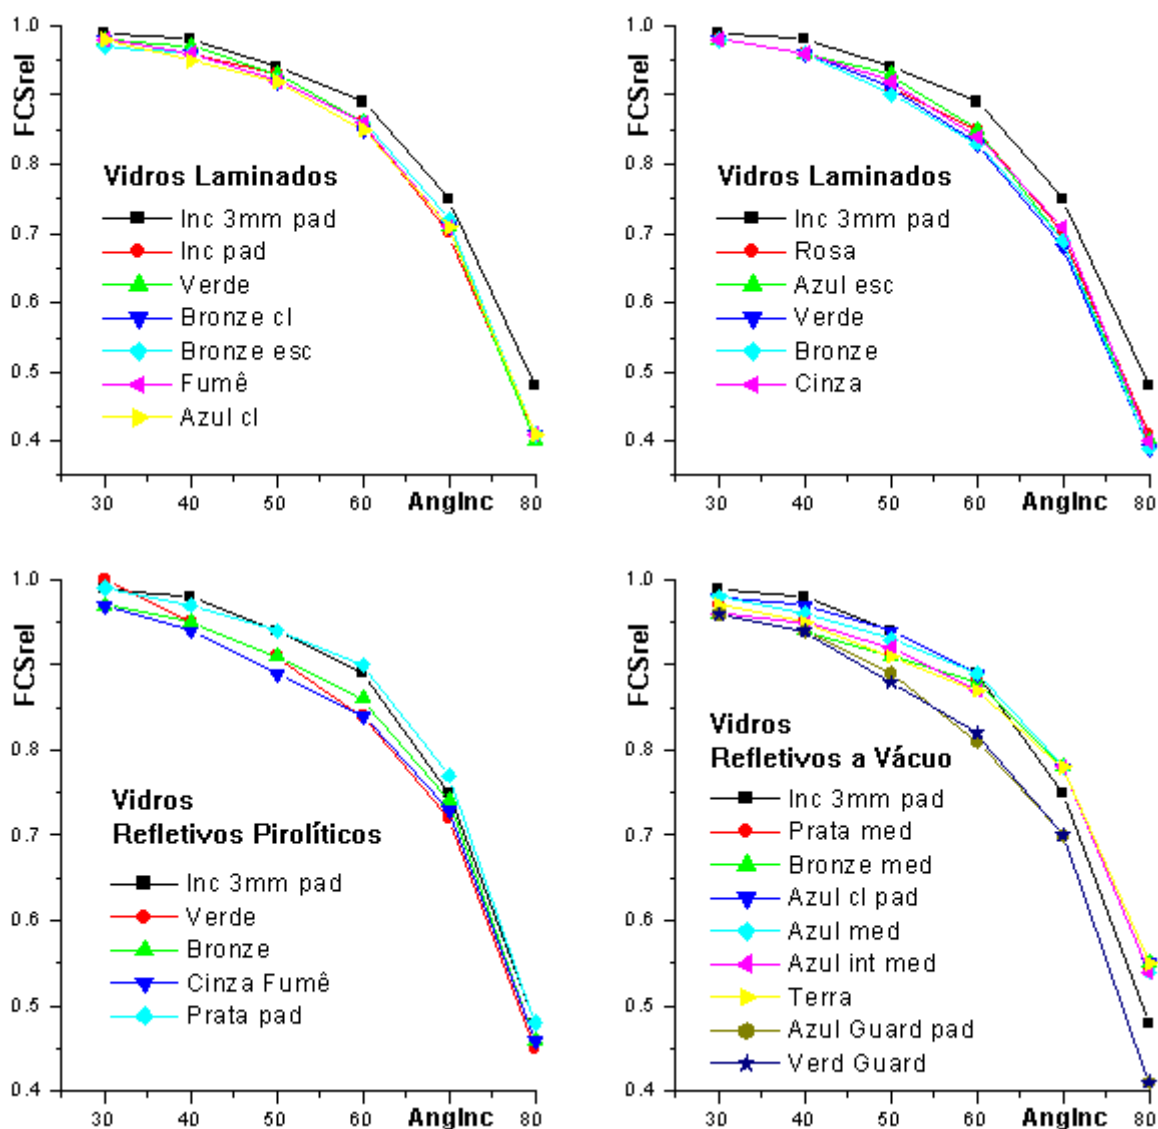 1.0
0.9
0.8
0.7
0.6
0.5
0.4
FCSrel
Vidros Laminados
Inc 3mm pad
Inc pad
Verde
Bronze cl
Bronze esc
Fumê
Azul cl
30 40 50 60 AngInc 80
1.0
0.8
0.7
0.6
0.5
0.4
FCSrel
Vidros Laminados
Inc 3mm pad
Rosa
Azul esc
Verde
Bronze
Cinza
30 40 50 60 AngInc 80
1.0
0.8
0.7
0.6
0.5
0.4
FCSrel
Vidros
Refletivos Pirolíticos
Inc 3mm pad
Verde
Bronze
Cinza Fumê
Prata pad
30 40 50 60 AngInc 80
1.0
0.8
0.7
0.6
0.5
0.4
FCSrel
Vidros
Refletivos a Vácuo
Inc 3mm pad
Prata med
Bronze med
Azul cl pad
Azul med
Azul int med
Terra
Azul Guard pad
Verd Guard
30 40 50 60 AngInc 80